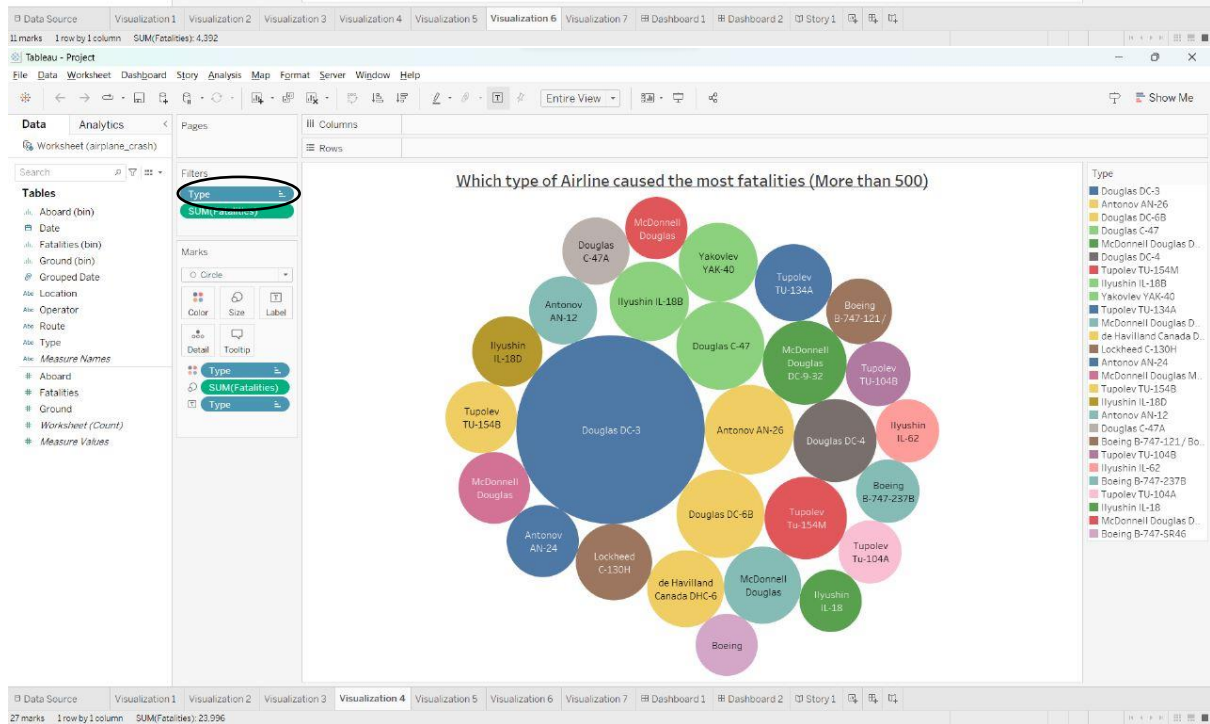 Data Source Visualization 1 Visualization 2 Visualization 3 Visualization 4 Visualization 5 Visualization 6 Visualization 7 Dashboard 1 Dashboard 2 Story 1
11 marks 1 row by 1 column SUM(Fatalities): 4,392
Tableau - Project
File Data Worksheet Dashboard Story Analysis Map Format Server Window Help
Entire View Show Me
Data Analytics
Worksheet (airplane_crash)
Search
Tables
Aboard (bin)
Date
Fatalities (bin)
Ground (bin)
Grouped Date
Abc Location
Abc Operator
Abc Route
Abc Type
Abc Measure Names
# Aboard
# Fatalities
# Ground
# Worksheet (Count)
# Measure Values
Pages
Filters
Type
SUM(Fatalities)
Marks
Circle
Color Size Label
Detail Tooltip
Type
SUM(Fatalities)
Type
Columns
Rows
Which type of Airline caused the most fatalities (More than 500)
McDonnell
Douglas
Douglas
C-47A
Yakovlev
YAK-40
Tupolev
TU-134A
Ilyushin IL-18B
Antonov
AN-12
Boeing
B-747-121 /
Ilyushin
IL-18D
Douglas C-47
McDonnell
Douglas
DC-9-32
Tupolev
TU-104B
Tupolev
TU-154B
Douglas DC-3
Antonov AN-26
Douglas DC-4
Ilyushin
IL-62
McDonnell
Douglas
Boeing
B-747-237B
Douglas DC-6B
Tupolev
Tu-154M
Antonov
AN-24
Lockheed
C-130H
Tupolev
Tu-104A
de Havilland
Canada DHC-6
McDonnell
Douglas
Ilyushin
IL-18
Boeing
Type
Douglas DC-3
Antonov AN-26
Douglas DC-6B
Douglas C-47
McDonnell Douglas D..
Douglas DC-4
Tupolev TU-154M
Ilyushin IL-18B
Yakovlev YAK-40
Tupolev TU-134A
McDonnell Douglas D..
de Havilland Canada D..
Lockheed C-130H
Antonov AN-24
McDonnell Douglas M..
Tupolev TU-154B
Ilyushin IL-18D
Antonov AN-12
Douglas C-47A
Boeing B-747-121 / Bo..
Tupolev TU-104B
Ilyushin IL-62
Boeing B-747-237B
Tupolev TU-104A
Ilyushin IL-18
McDonnell Douglas D..
Boeing B-747-SR46
Data Source Visualization 1 Visualization 2 Visualization 3 Visualization 4 Visualization 5 Visualization 6 Visualization 7 Dashboard 1 Dashboard 2 Story 1
27 marks 1 row by 1 column SUM(Fatalities): 23,996